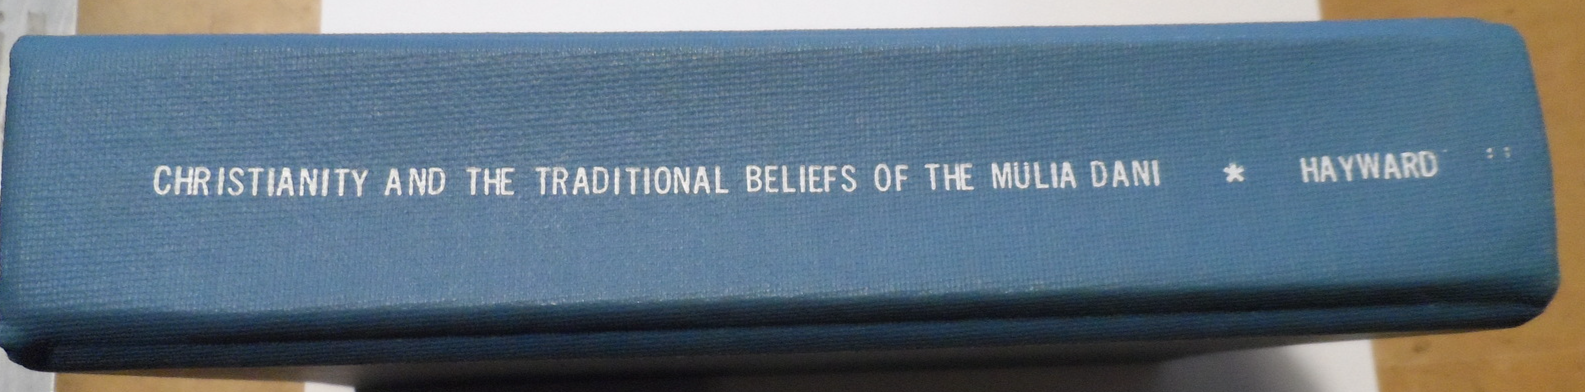 CHRISTIANITY AND THE TRADITIONAL BELIEFS OF THE MULIA DANI * HAYWARD